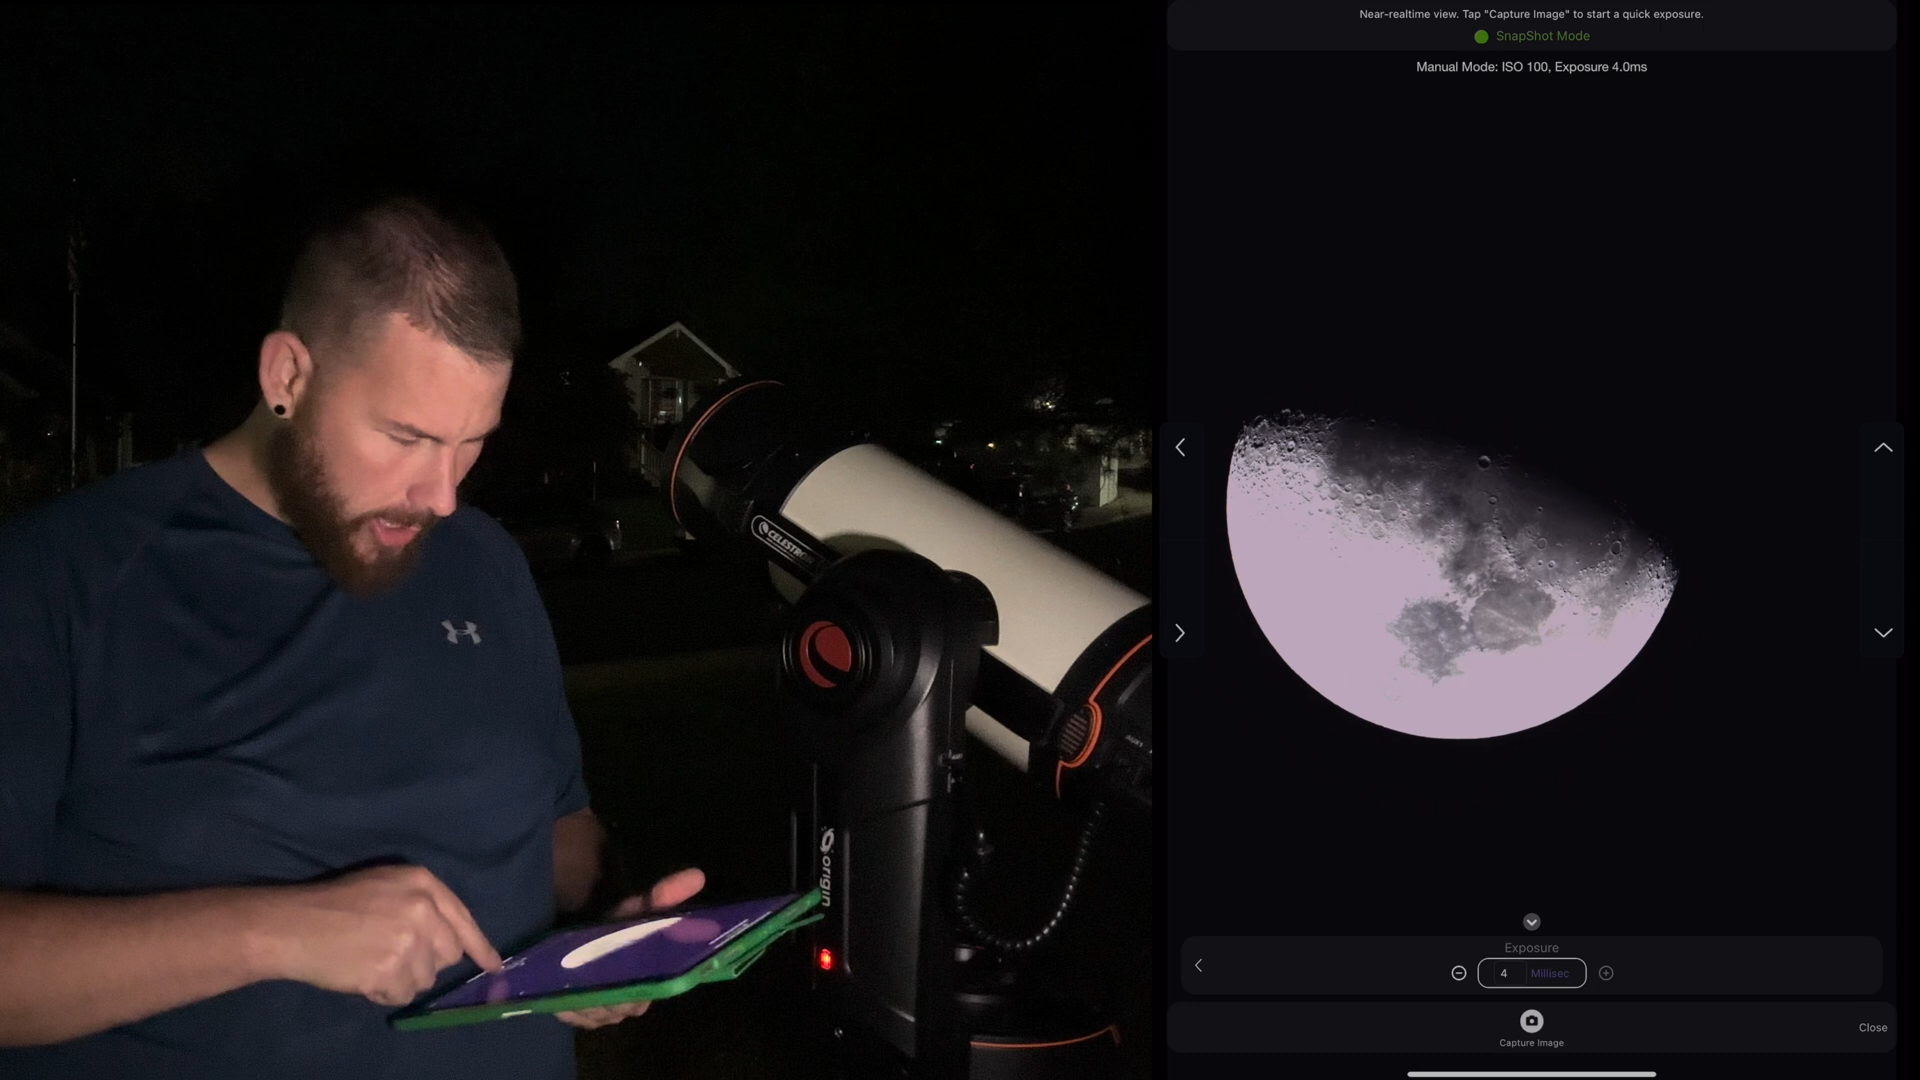 Near-realtime view. Tap "Capture Image" to start a quick exposure.
SnapShot Mode
Manual Mode: ISO 100, Exposure 4.0ms
CELESTRON
origin
AUX1
Exposure
4 Millisec
Capture Image
Close